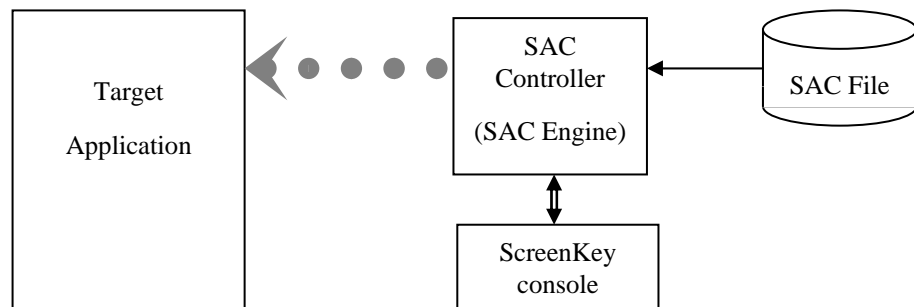 Target
Application
SAC
Controller
(SAC Engine)
SAC File
ScreenKey
console